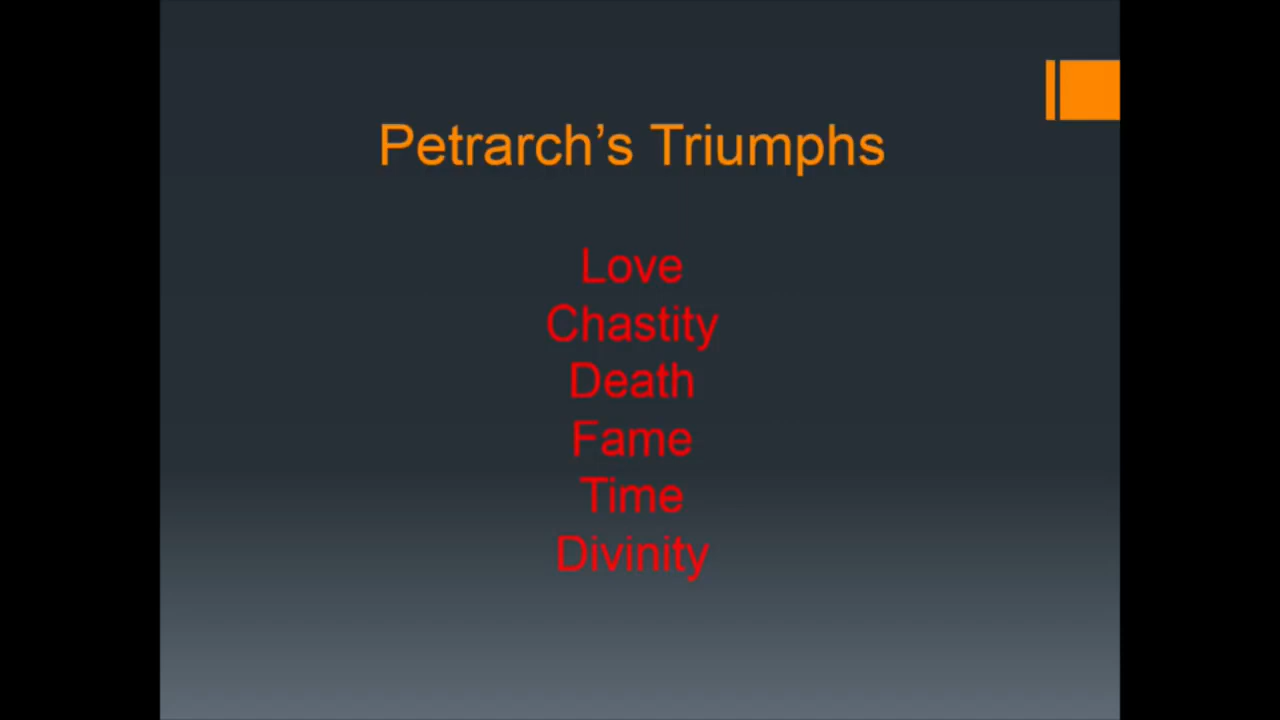 Petrarch’s Triumphs
Love
Chastity
Death
Fame
Time
Divinity